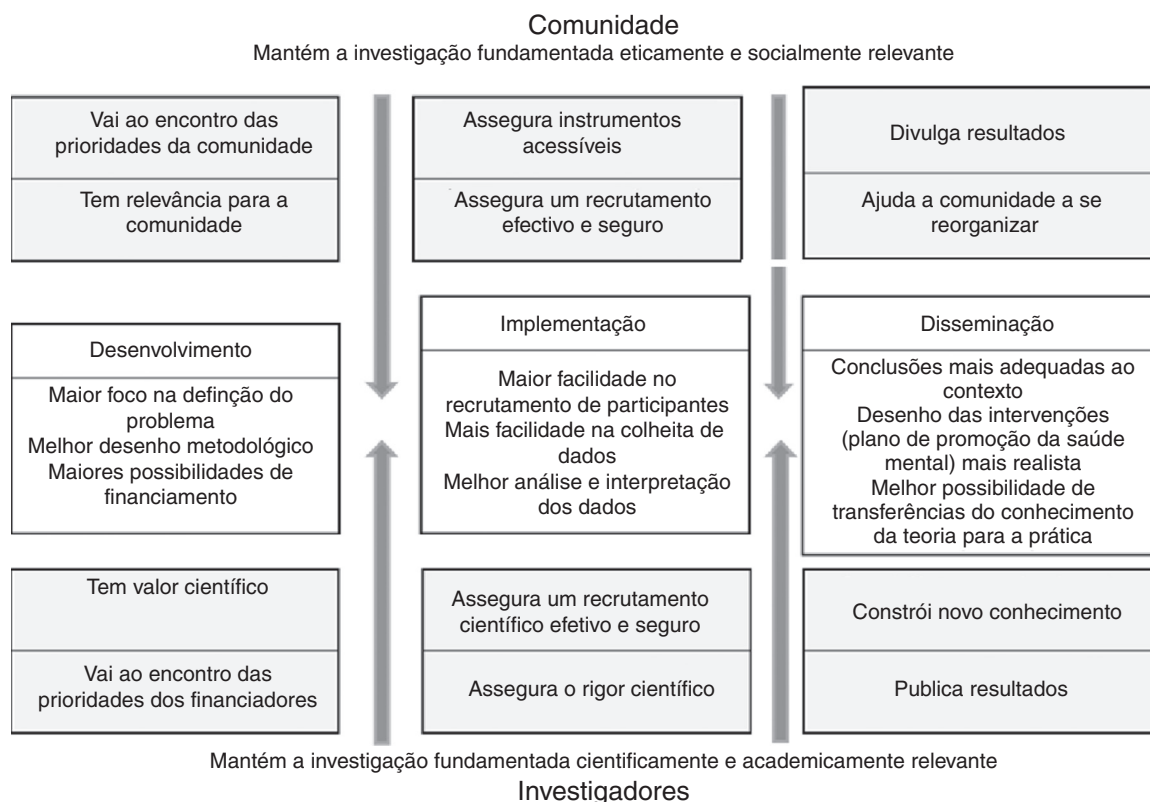 Comunidade
Mantém a investigação fundamentada eticamente e socialmente relevante
Vai ao encontro das
prioridades da comunidade
Tem relevância para a
comunidade
Assegura instrumentos
acessíveis
Assegura um recrutamento
efectivo e seguro
Divulga resultados
Ajuda a comunidade a se
reorganizar
Desenvolvimento
Maior foco na definção do
problema
Melhor desenho metodológico
Maiores possibilidades de
financiamento
Implementação
Maior facilidade no
recrutamento de participantes
Mais facilidade na colheita de
dados
Melhor análise e interpretação
dos dados
Disseminação
Conclusões mais adequadas ao
contexto
Desenho das intervenções
(plano de promoção da saúde
mental) mais realista
Melhor possibilidade de
transferências do conhecimento
da teoria para a prática
Tem valor científico
Vai ao encontro das
prioridades dos financiadores
Assegura um recrutamento
científico efetivo e seguro
Assegura o rigor científico
Constrói novo conhecimento
Publica resultados
Mantém a investigação fundamentada cientificamente e academicamente relevante
Investigadores